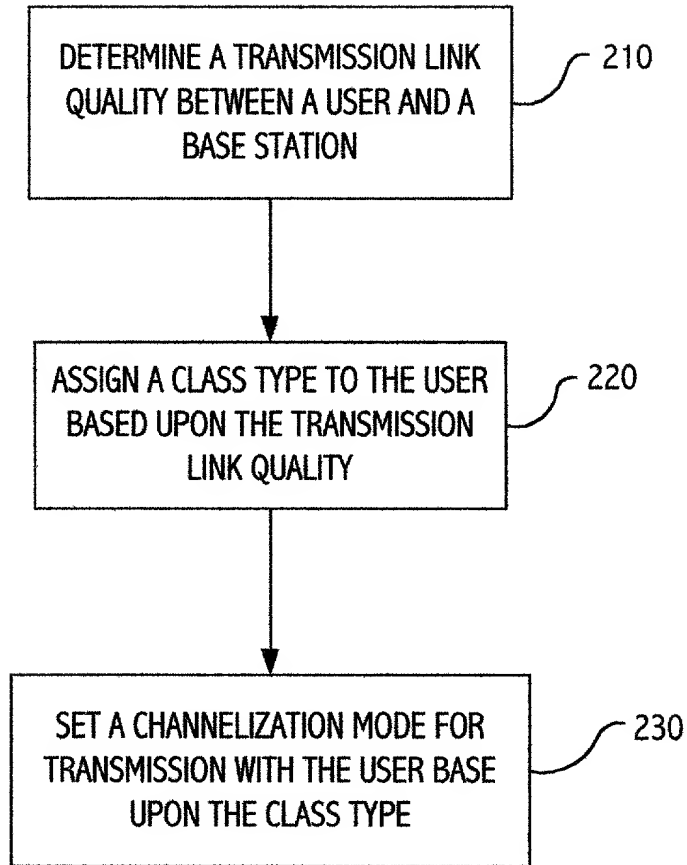 DETERMINE A TRANSMISSION LINK
QUALITY BETWEEN A USER AND A
BASE STATION
210
ASSIGN A CLASS TYPE TO THE USER
BASED UPON THE TRANSMISSION
LINK QUALITY
220
SET A CHANNELIZATION MODE FOR
TRANSMISSION WITH THE USER BASE
UPON THE CLASS TYPE
230